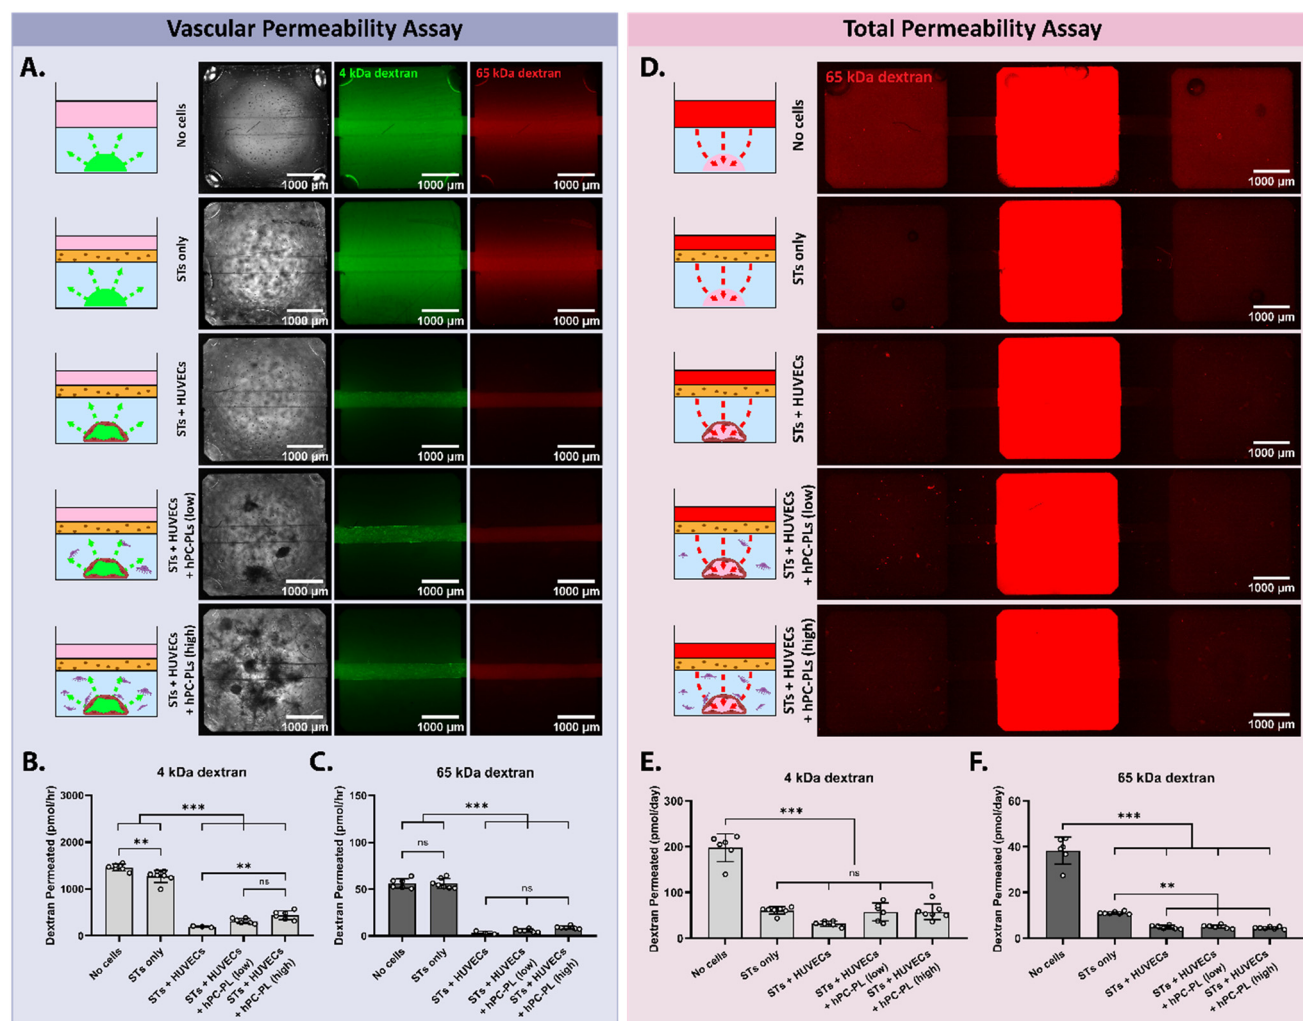 Vascular Permeability Assay
A.
No cells
4 kDa dextran
65 kDa dextran
1000 µm
1000 µm
1000 µm
STs only
1000 µm
1000 µm
1000 µm
STs + HUVECs
1000 µm
1000 µm
1000 µm
STs + HUVECs
+ hPC-PLs (low)
1000 µm
1000 µm
1000 µm
STs + HUVECs
+ hPC-PLs (high)
1000 µm
1000 µm
1000 µm
B.
4 kDa dextran
Dextran Permeated (pmol/hr)
3000
2000
1000
0
***
**
**
ns
No cells
STs only
STs + HUVECs
STs + HUVECs
+ hPC-PL (low)
STs + HUVECs
+ hPC-PL (high)
C.
65 kDa dextran
Dextran Permeated (pmol/hr)
150
100
50
0
***
ns
ns
No cells
STs only
STs + HUVECs
STs + HUVECs
+ hPC-PL (low)
STs + HUVECs
+ hPC-PL (high)
Total Permeability Assay
D.
No cells
65 kDa dextran
1000 µm
STs only
1000 µm
STs + HUVECs
1000 µm
STs + HUVECs
+ hPC-PLs (low)
1000 µm
STs + HUVECs
+ hPC-PLs (high)
1000 µm
E.
4 kDa dextran
Dextran Permeated (pmol/day)
300
200
100
0
***
ns
No cells
STs only
STs + HUVECs
STs + HUVECs
+ hPC-PL (low)
STs + HUVECs
+ hPC-PL (high)
F.
65 kDa dextran
Dextran Permeated (pmol/day)
60
40
20
0
***
**
No cells
STs only
STs + HUVECs
STs + HUVECs
+ hPC-PL (low)
STs + HUVECs
+ hPC-PL (high)